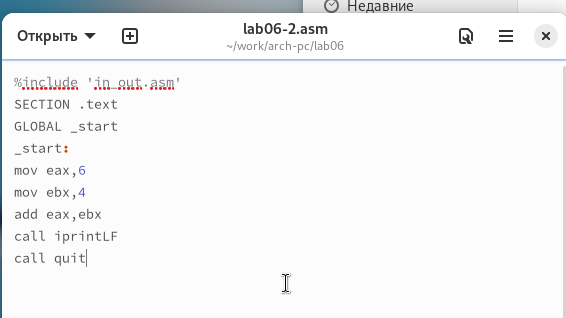 Недавние
Открыть
lab06-2.asm
~/work/arch-pc/lab06
%include 'in_out.asm'
SECTION .text
GLOBAL _start
_start:
mov eax,6
mov ebx,4
add eax,ebx
call iprintLF
call quit